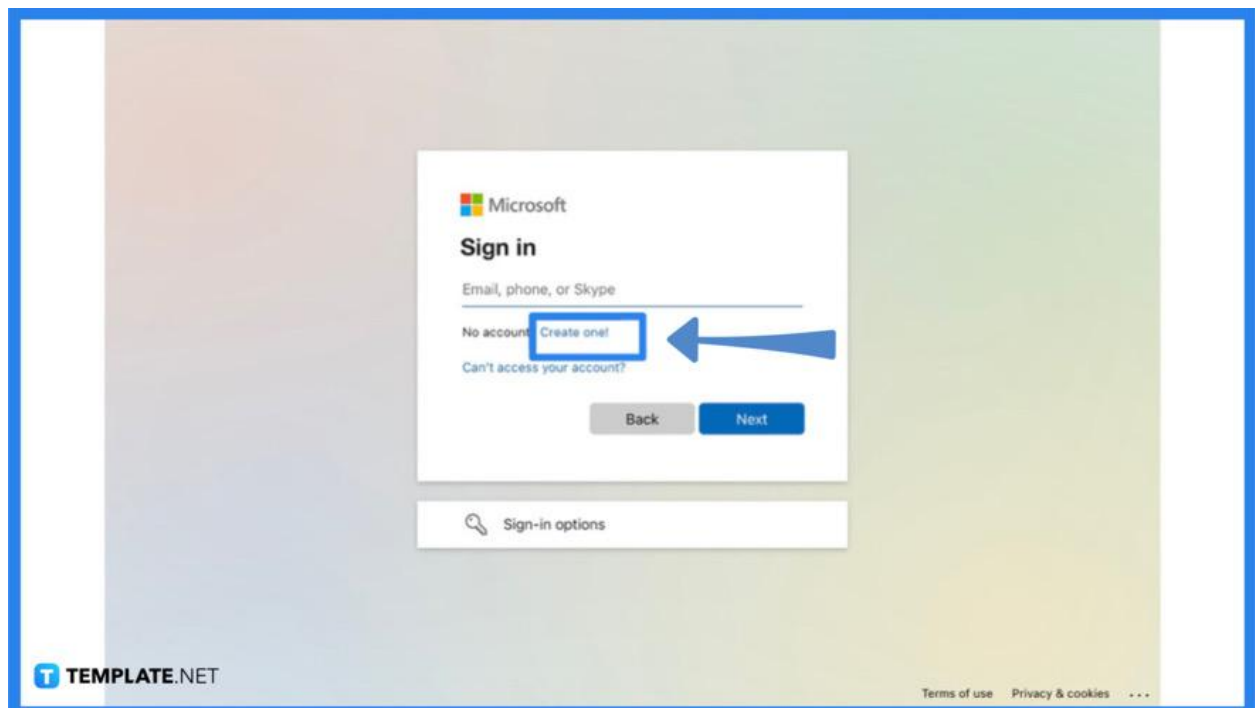 Microsoft
Sign in
Email, phone, or Skype
No account Create one!
Can't access your account?
Back Next
Sign-in options
T TEMPLATE.NET
Terms of use Privacy & cookies ...